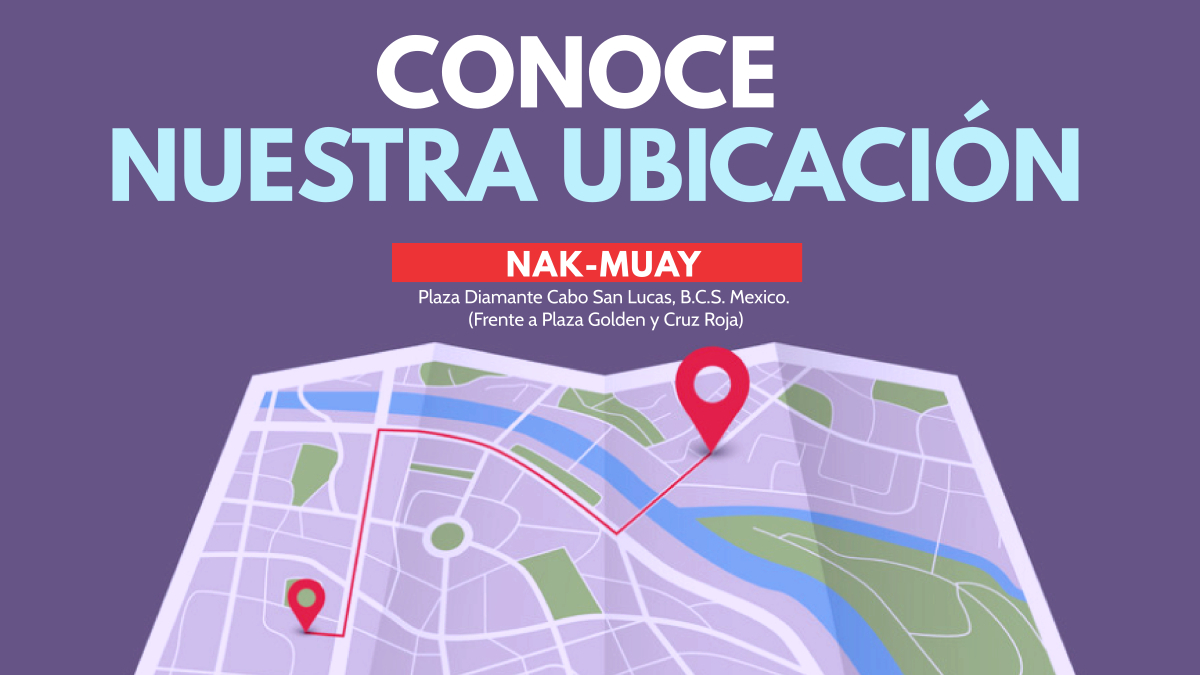 CONOCE
NUESTRA UBICACIÓN
NAK-MUAY
Plaza Diamante Cabo San Lucas, B.C.S. Mexico.
(Frente a Plaza Golden y Cruz Roja)